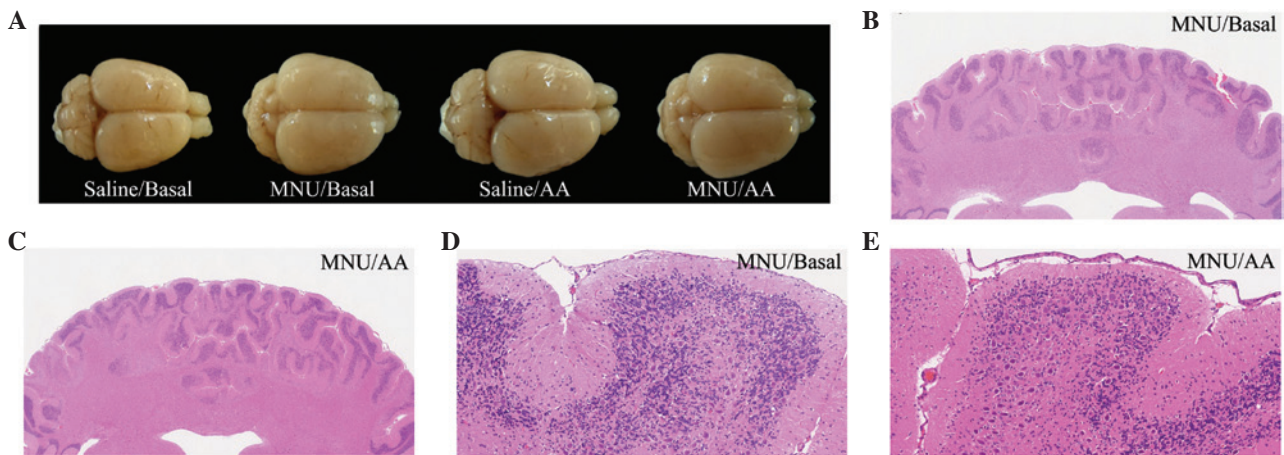 A
Saline/Basal
MNU/Basal
Saline/AA
MNU/AA
B
MNU/Basal
C
MNU/AA
D
MNU/Basal
E
MNU/AA